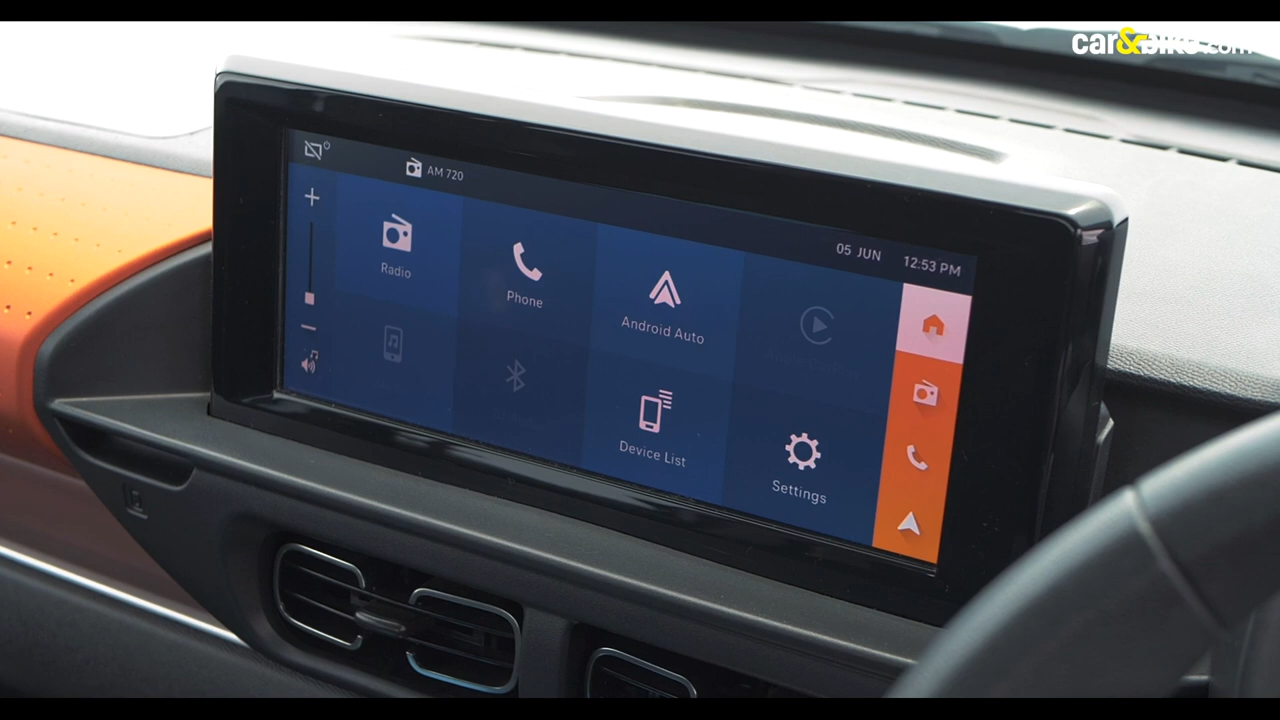 car&bike.com
AM 720
05 JUN 12:53 PM
Radio
Phone
Android Auto
Device List
Settings